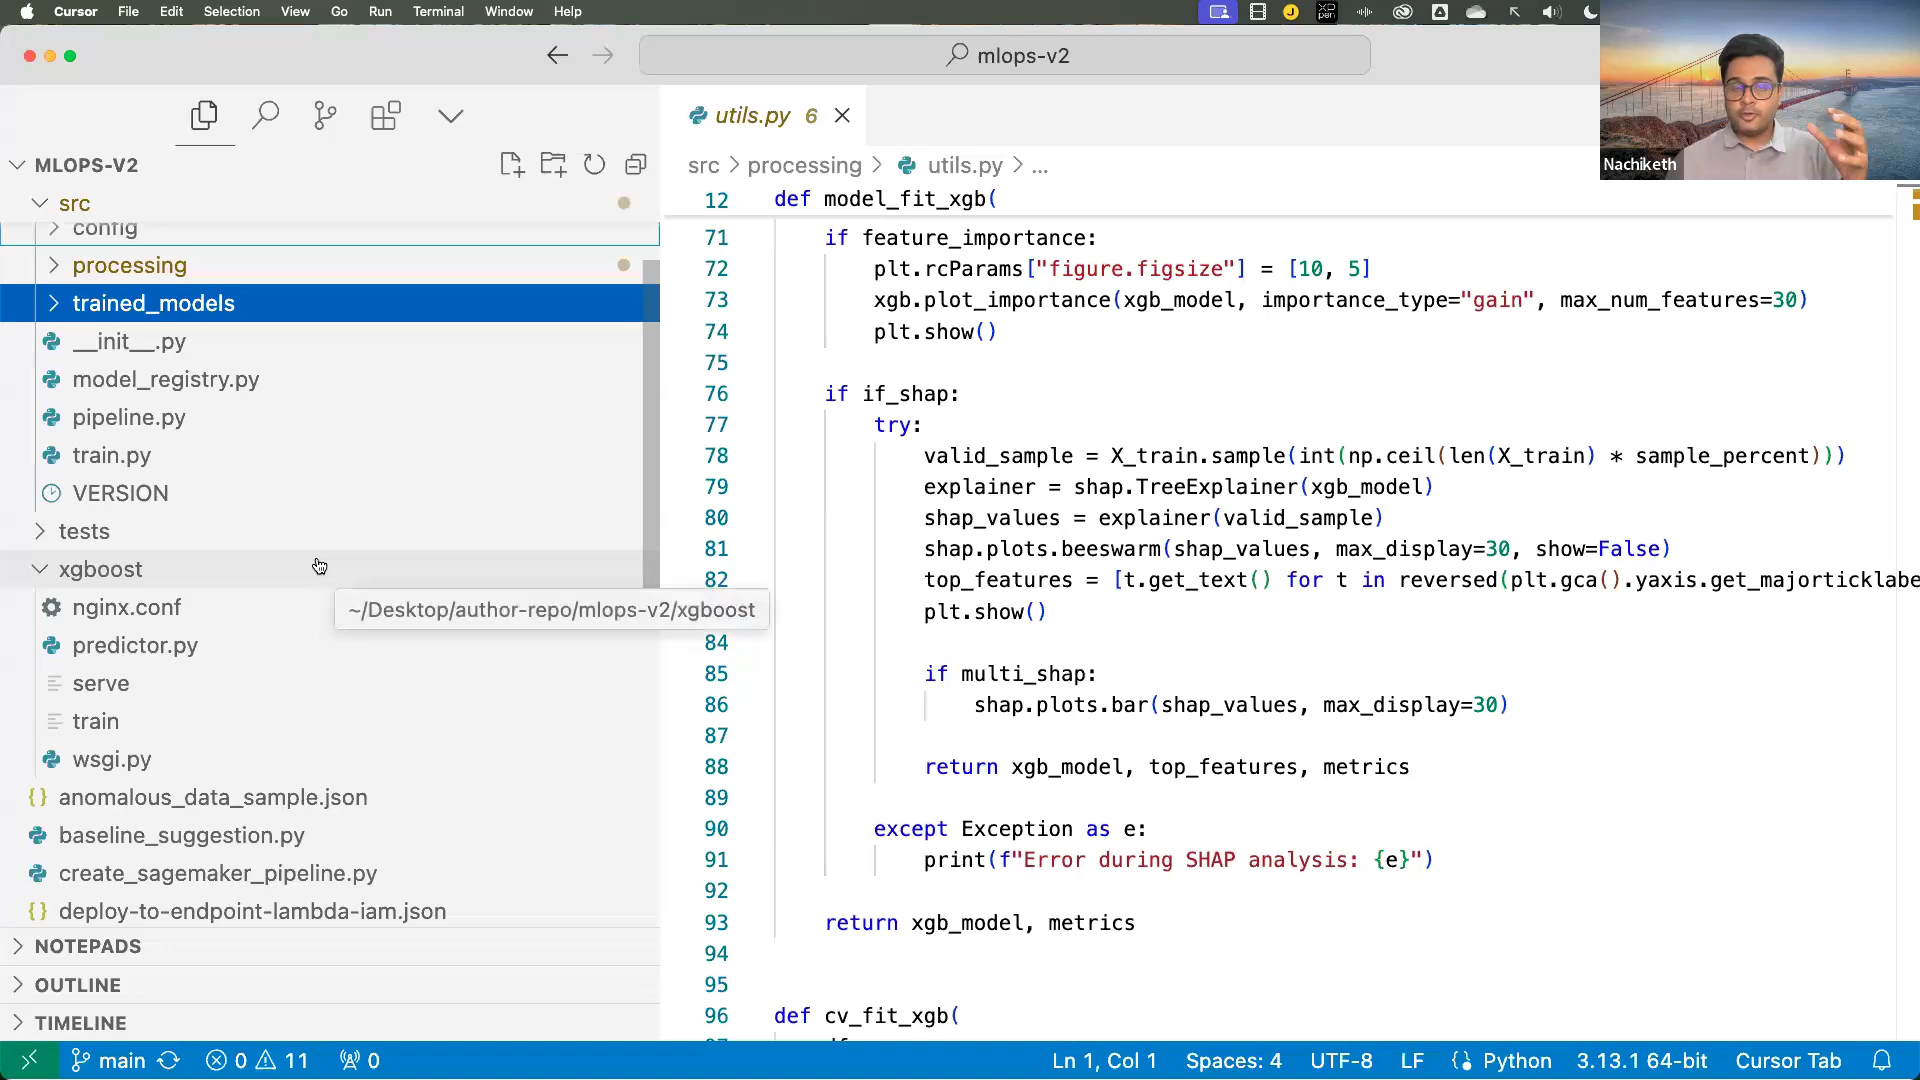 Cursor File Edit Selection View Go Run Terminal Window Help
mlops-v2
Nachiketh
utils.py 6
MLOPS-V2
src > processing > utils.py > ...
src
config
processing
trained_models
__init__.py
model_registry.py
pipeline.py
train.py
VERSION
tests
xgboost
~/Desktop/author-repo/mlops-v2/xgboost
nginx.conf
predictor.py
serve
train
wsgi.py
anomalous_data_sample.json
baseline_suggestion.py
create_sagemaker_pipeline.py
deploy-to-endpoint-lambda-iam.json
NOTEPADS
OUTLINE
TIMELINE
12 def model_fit_xgb(
71 if feature_importance:
72 plt.rcParams["figure.figsize"] = [10, 5]
73 xgb.plot_importance(xgb_model, importance_type="gain", max_num_features=30)
74 plt.show()
75
76 if if_shap:
77 try:
78 valid_sample = X_train.sample(int(np.ceil(len(X_train) * sample_percent)))
79 explainer = shap.TreeExplainer(xgb_model)
80 shap_values = explainer(valid_sample)
81 shap.plots.beeswarm(shap_values, max_display=30, show=False)
82 top_features = [t.get_text() for t in reversed(plt.gca().yaxis.get_majorticklabe
plt.show()
84
85 if multi_shap:
86 shap.plots.bar(shap_values, max_display=30)
87
88 return xgb_model, top_features, metrics
89
90 except Exception as e:
91 print(f"Error during SHAP analysis: {e}")
92
93 return xgb_model, metrics
94
95
96 def cv_fit_xgb(
main 0 11 0 Ln 1, Col 1 Spaces: 4 UTF-8 LF Python 3.13.1 64-bit Cursor Tab